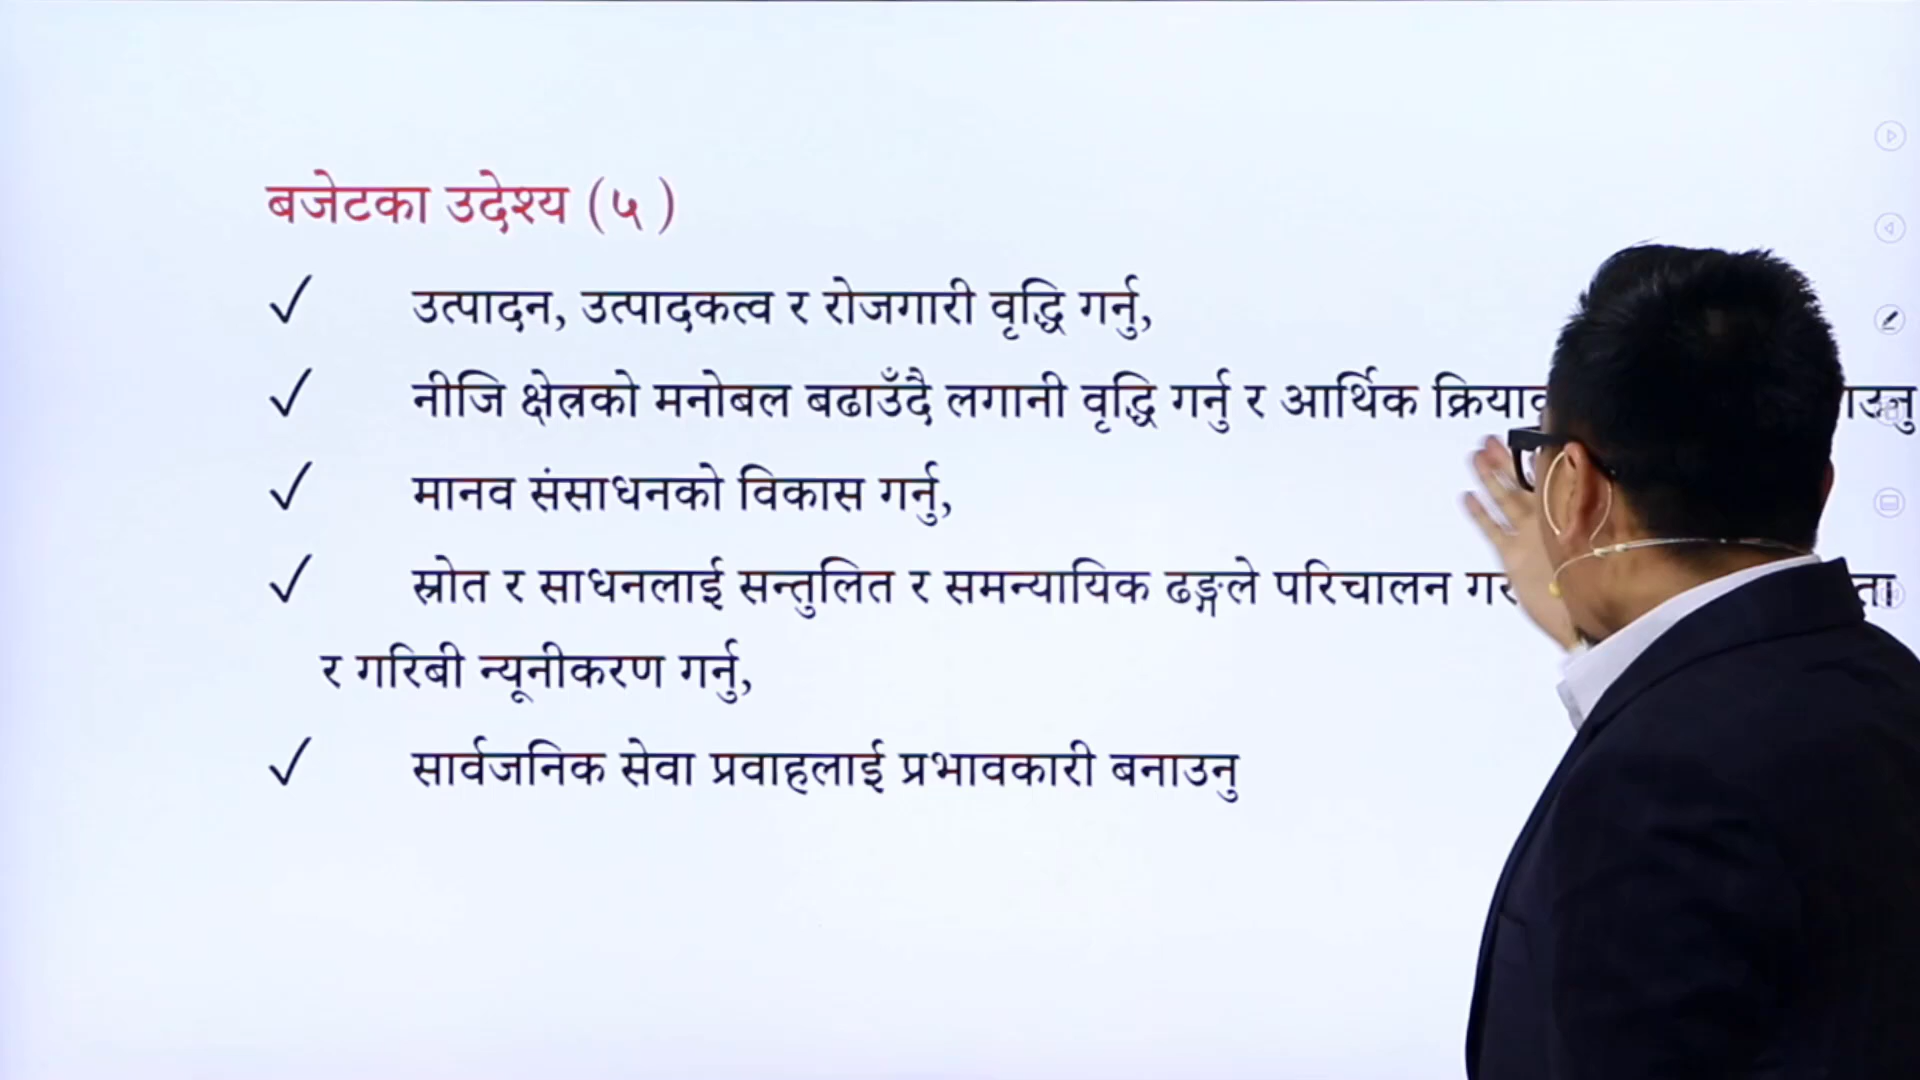 बजेटका उदेश्य (५ )
✓ उत्पादन, उत्पादकत्व र रोजगारी वृद्धि गर्नु,
✓ नीजि क्षेत्रको मनोबल बढाउँदै लगानी वृद्धि गर्नु र आर्थिक
✓ मानव संसाधनको विकास गर्नु,
✓ स्रोत र साधनलाई सन्तुलित र समन्यायिक ढङ्गले परिचालन
र गरिबी न्यूनीकरण गर्नु,
✓ सार्वजनिक सेवा प्रवाहलाई प्रभावकारी बनाउनु